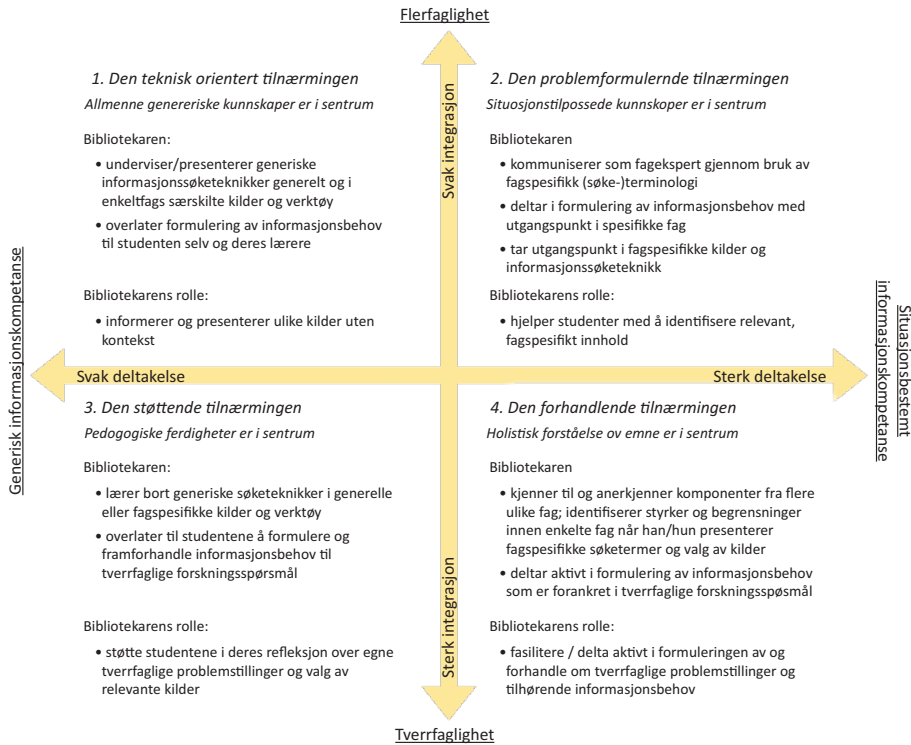 Flerfaglighet
1. Den teknisk orientert tilnærmingen
Allmenne genereriske kunnskaper er i sentrum
Bibliotekaren:
• underviser/presenterer generiske
informasjonssøketeknikker generelt og i
enkeltfags særskilte kilder og verktøy
• overlater formulering av informasjonsbehov
til studenten selv og deres lærere
Bibliotekarens rolle:
• informerer og presenterer ulike kilder uten
kontekst
Svak integrasjon
2. Den problemformulernde tilnærmingen
Situosjonstilpossede kunnskoper er i sentrum
Bibliotekaren
• kommuniserer som fagekspert gjennom bruk av
fagspesifikk (søke-)terminologi
• deltar i formulering av informasjonsbehov med
utgangspunkt i spesifikke fag
• tar utgangspunkt i fagspesifikke kilder og
informasjonssøketeknikk
Bibliotekarens rolle:
• hjelper studenter med å identifisere relevant,
fagspesifikt innhold
Generisk informasjonskompetanse
Svak deltakelse
Sterk deltakelse
Situasjonsbestemt
informasjonskompetanse
3. Den støttende tilnærmingen
Pedagogiske ferdigheter er i sentrum
Bibliotekaren:
• lærer bort generiske søketeknikker i generelle
eller fagspesifikke kilder og verktøy
• overlater til studentene å formulere og
framforhandle informasjonsbehov til
tverrfaglige forskningsspørsmål
Bibliotekarens rolle:
• støtte studentene i deres refleksjon over egne
tverrfaglige problemstillinger og valg av
relevante kilder
Sterk integrasjon
4. Den forhandlende tilnærmingen
Holistisk forståelse ov emne er i sentrum
Bibliotekaren
• kjenner til og anerkjenner komponenter fra flere
ulike fag; identifiserer styrker og begrensninger
innen enkelte fag når han/hun presenterer
fagspesifikke søketermer og valg av kilder
• deltar aktivt i formulering av informasjonsbehov
som er forankret i tverrfaglige forskningsspøsmål
Bibliotekarens rolle:
• fasilitere / delta aktivt i formuleringen av og
forhandle om tverrfaglige problemstillinger og
tilhørende informasjonsbehov
Tverrfaglighet